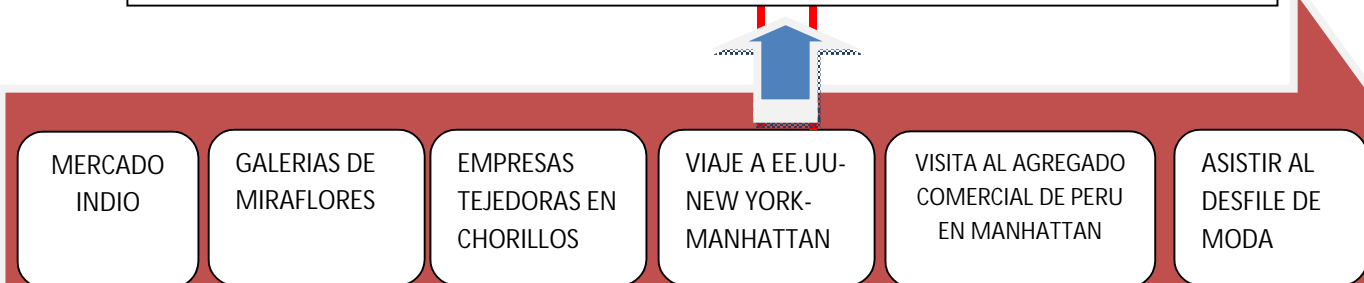 MERCADO
INDIO
GALERIAS DE
MIRAFLORES
EMPRESAS
TEJEDORAS EN
CHORILLOS
VIAJE A EE.UU-
NEW YORK-
MANHATTAN
VISITA AL AGREGADO
COMERCIAL DE PERU
EN MANHATTAN
ASISTIR AL
DESFILE DE
MODA